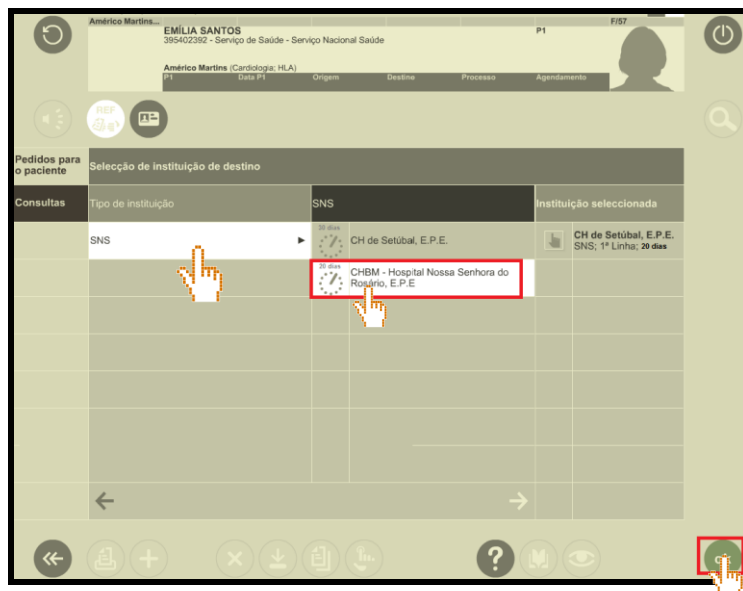 Américo Martins...
EMÍLIA SANTOS
395402392 - Serviço de Saúde - Serviço Nacional Saúde
P1
F/57
Américo Martins (Cardiologia; HLA)
P1 Data P1 Origem Destino Processo Agendamento
REF
Pedidos para o paciente
Selecção de instituição de destino
Consultas
Tipo de instituição
SNS
Instituição seleccionada
SNS
20 dias
CH de Setúbal, E.P.E.
CH de Setúbal, E.P.E.
SNS; 1ª Linha; 20 dias
20 dias
CHBM - Hospital Nossa Senhora do
Rosário, E.P.E
?